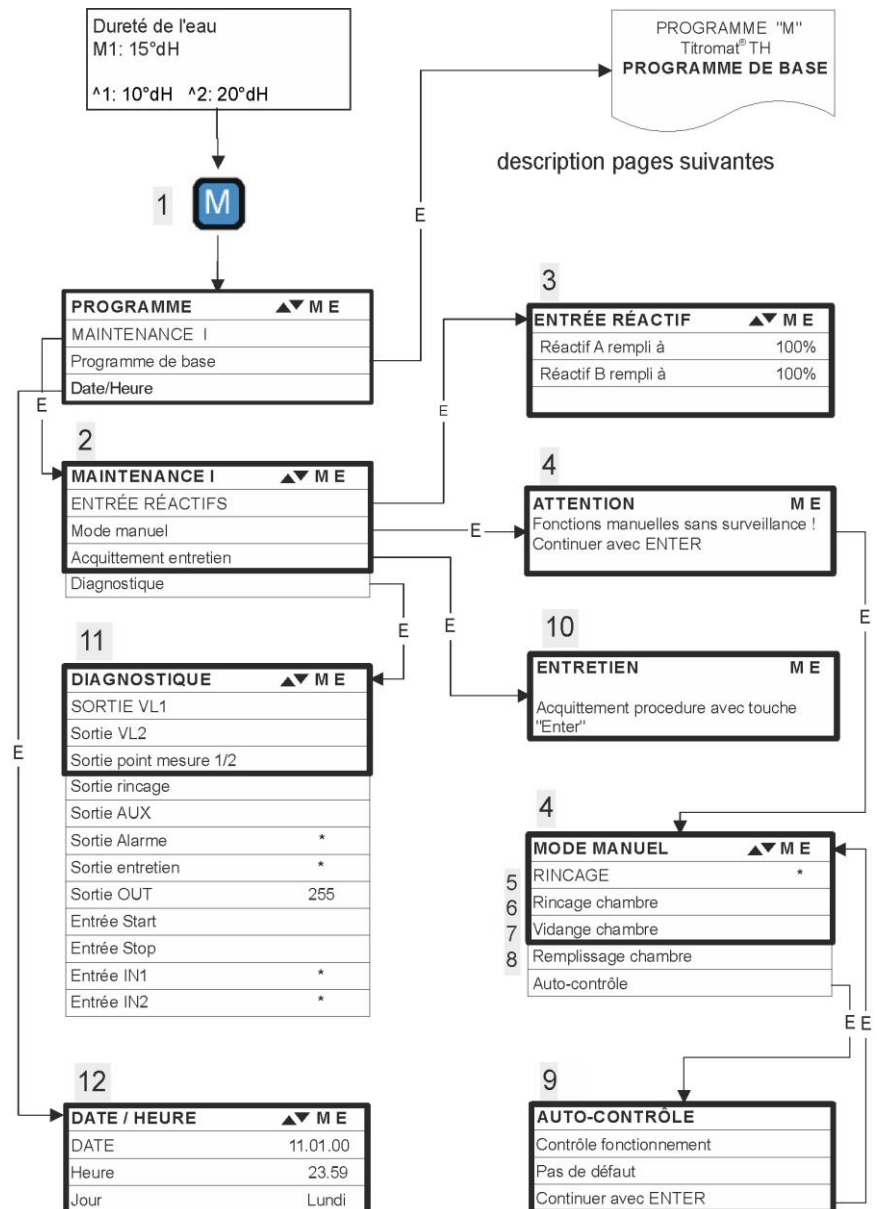 Dureté de l'eau
M1: 15°dH
^1: 10°dH ^2: 20°dH
PROGRAMME "M"
Titromat® TH
PROGRAMME DE BASE
description pages suivantes
1
M
E
PROGRAMME ▲▼ M E
MAINTENANCE I
Programme de base
Date/Heure
E
3
ENTRÉE RÉACTIF ▲▼ M E
Réactif A rempli à 100%
Réactif B rempli à 100%
E
2
MAINTENANCE I ▲▼ M E
ENTRÉE RÉACTIFS
Mode manuel
Acquittement entretien
Diagnostique
E
4
ATTENTION M E
Fonctions manuelles sans surveillance !
Continuer avec ENTER
E
E
E
10
ENTRETIEN M E
Acquittement procedure avec touche
"Enter"
11
DIAGNOSTIQUE ▲▼ M E
SORTIE VL1
Sortie VL2
Sortie point mesure 1/2
Sortie rincage
Sortie AUX
Sortie Alarme *
Sortie entretien *
Sortie OUT 255
Entrée Start
Entrée Stop
Entrée IN1 *
Entrée IN2 *
E
4
MODE MANUEL ▲▼ M E
5 RINCAGE *
6 Rincage chambre
7 Vidange chambre
8 Remplissage chambre
Auto-contrôle
E E
12
DATE / HEURE ▲▼ M E
DATE 11.01.00
Heure 23.59
Jour Lundi
9
AUTO-CONTRÔLE
Contrôle fonctionnement
Pas de défaut
Continuer avec ENTER